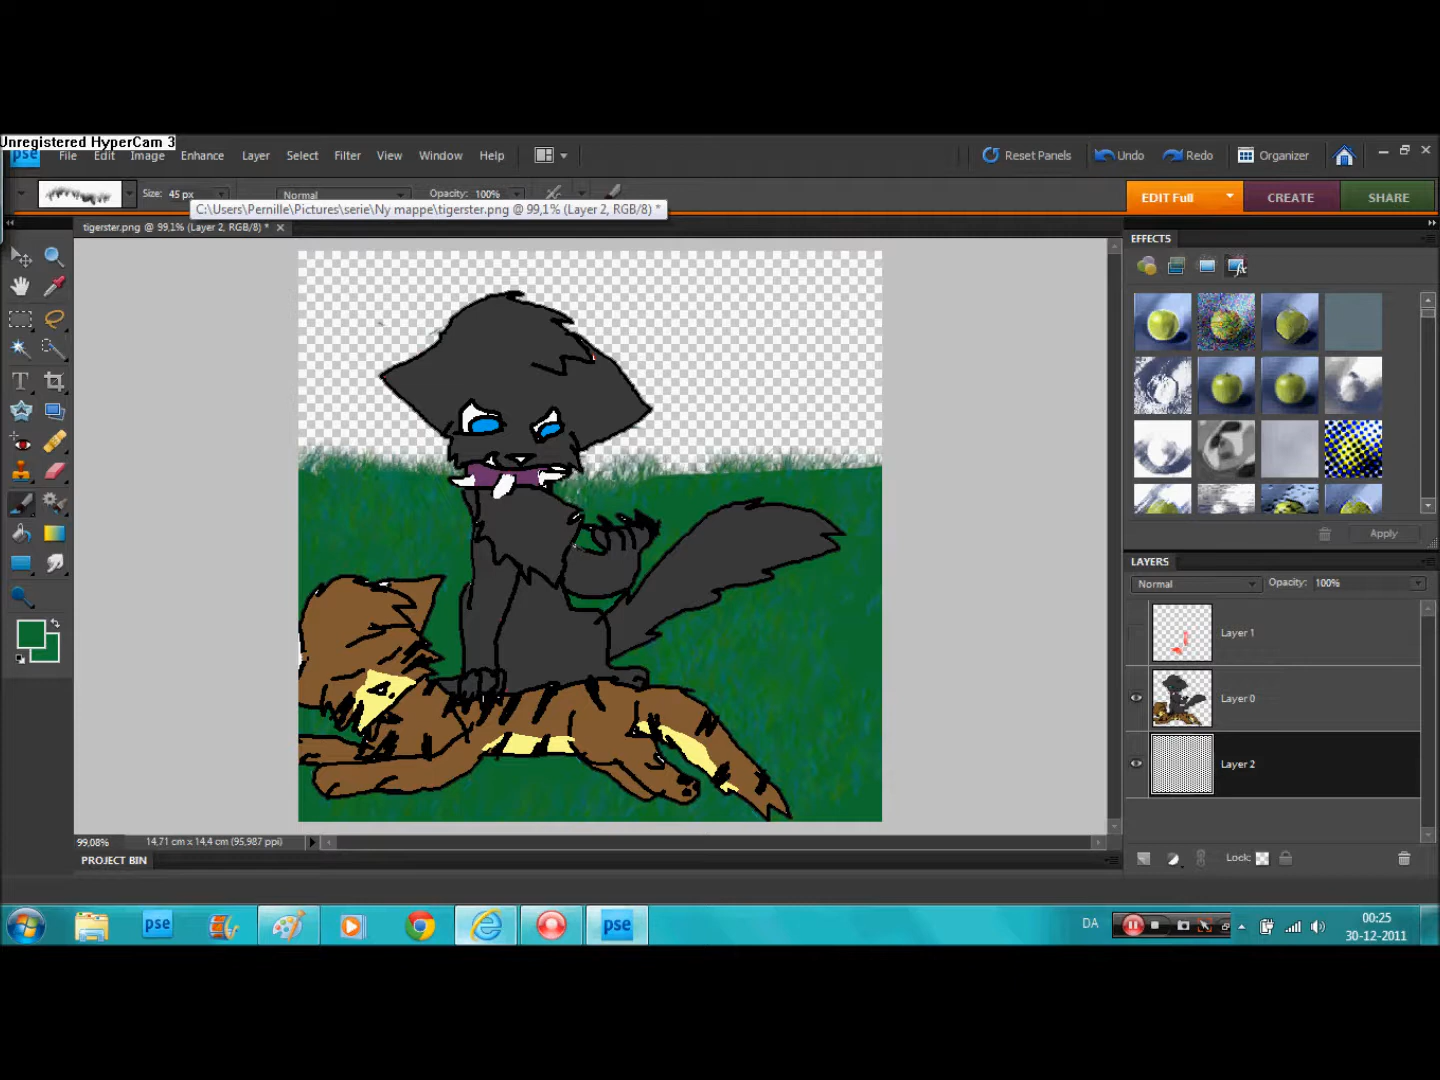 Unregistered HyperCam 3
pse File Edit Image Enhance Layer Select Filter View Window Help Reset Panels Undo Redo Organizer
Size: 45 px Normal Opacity: 100% EDIT Full CREATE SHARE
C:\Users\Pernille\Pictures\serie\Ny mappe\tigerster.png @ 99,1% (Layer 2, RGB/8) *
tigerster.png @ 99,1% (Layer 2, RGB/8) * ×
EFFECTS
Apply
LAYERS
Normal Opacity: 100%
Layer 1
Layer 0
Layer 2
Lock:
99,08% 14,71 cm x 14,4 cm (95,987 ppi)
PROJECT BIN
pse pse DA 00:25
30-12-2011